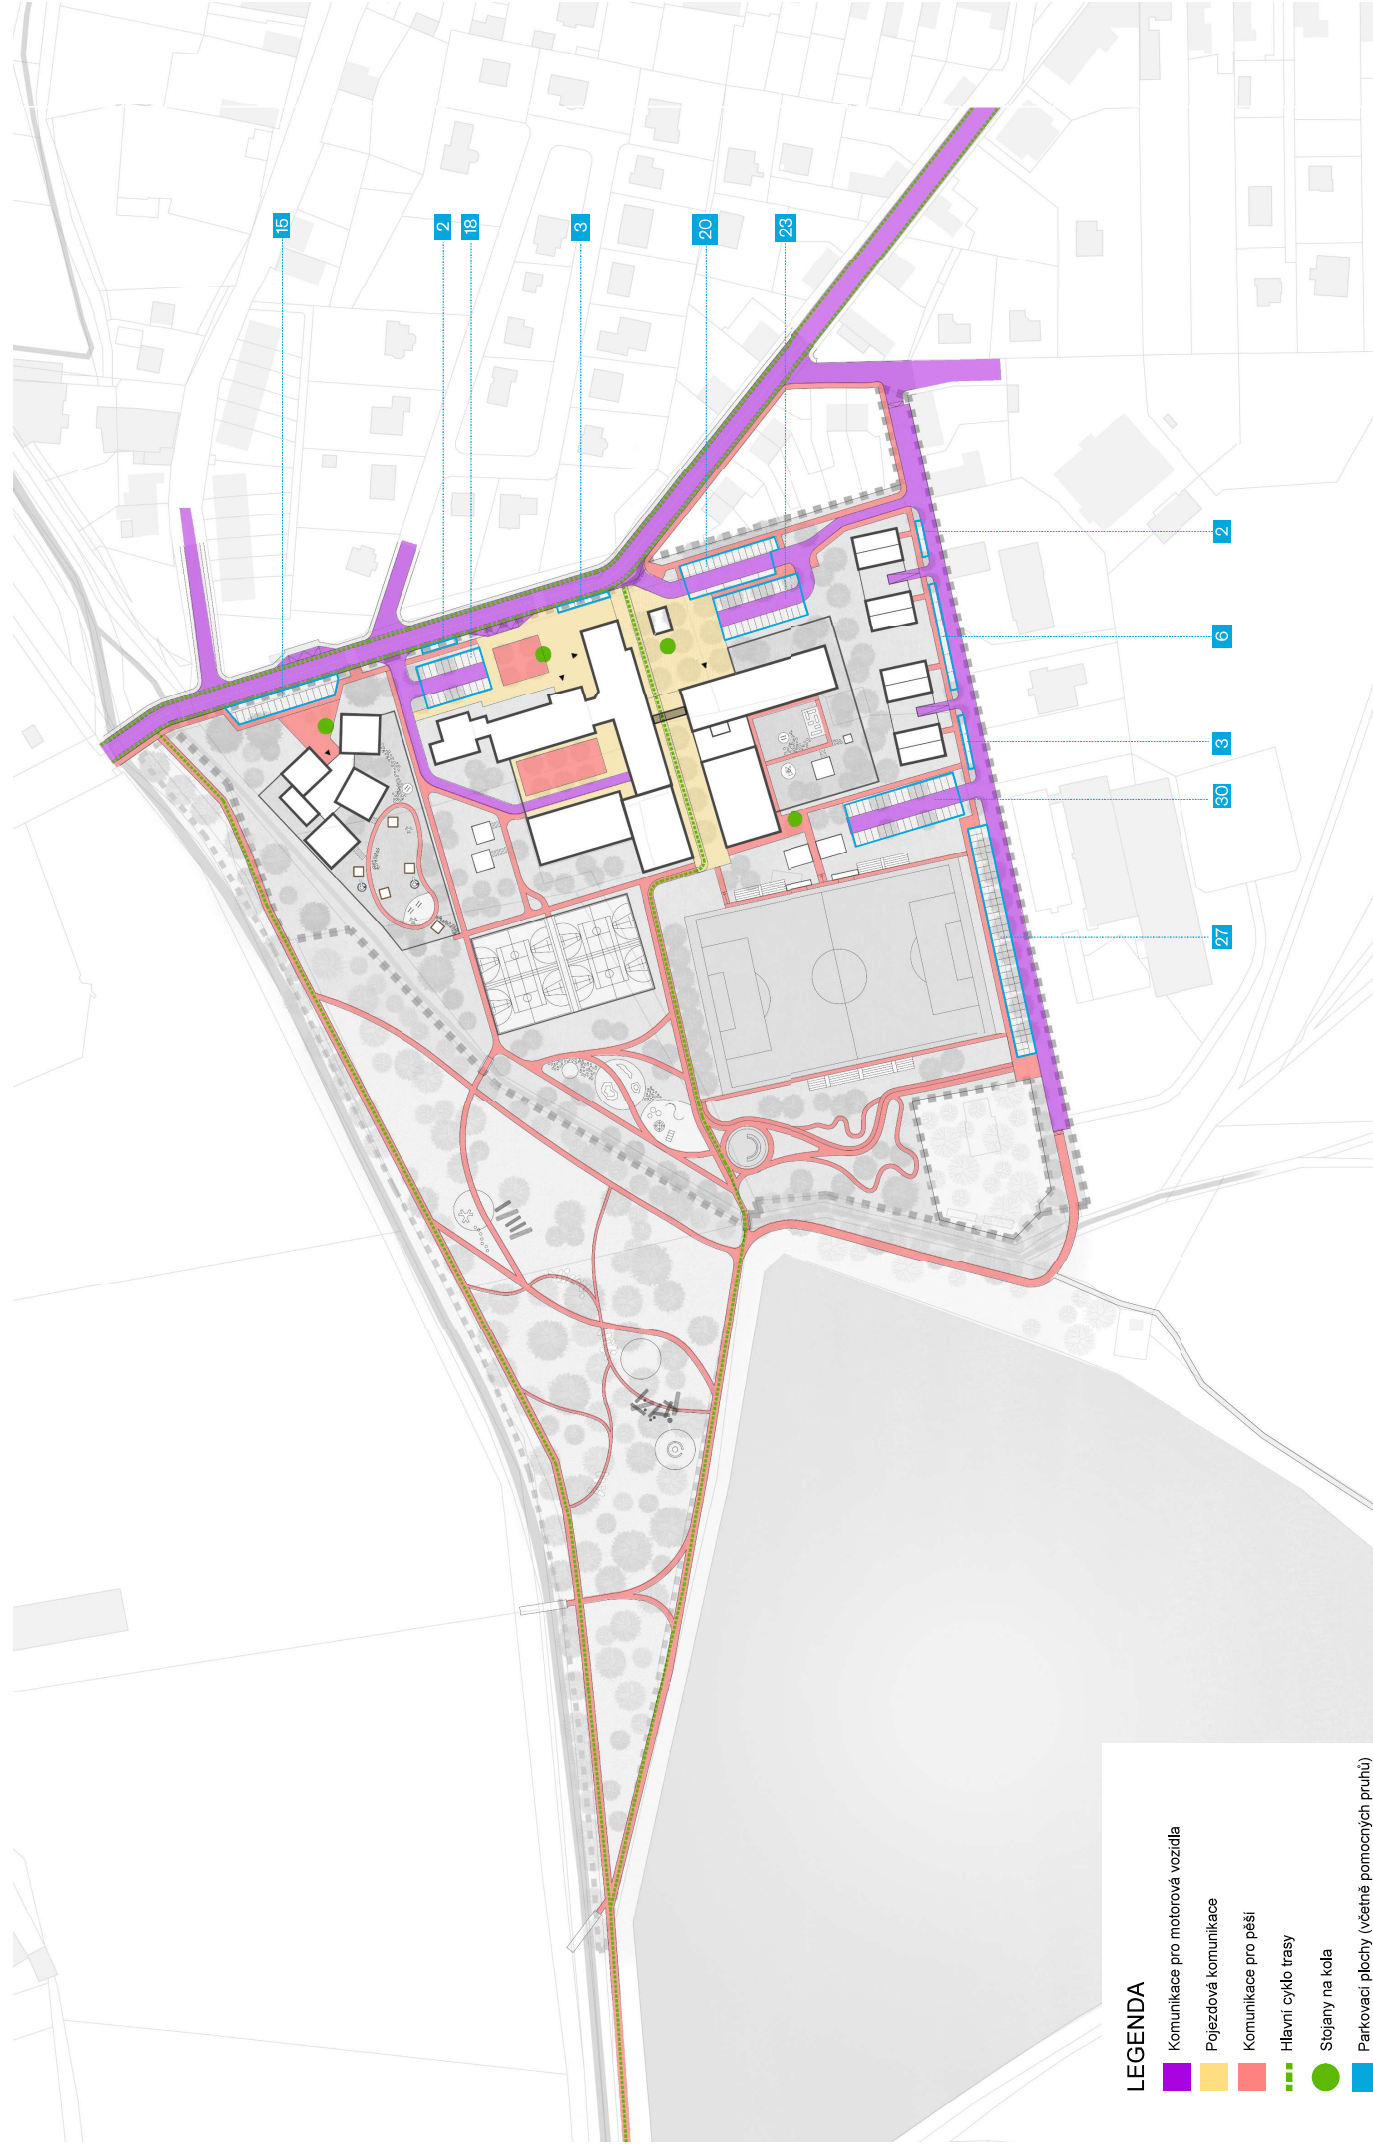 15
2
18
3
20
23
2
6
3
30
27
LEGENDA
Komunikace pro motorová vozidla
Pojezdová komunikace
Komunikace pro pěší
Hlavní cyklo trasy
Stojany na kola
Parkovací plochy (včetně pomocných pruhů)